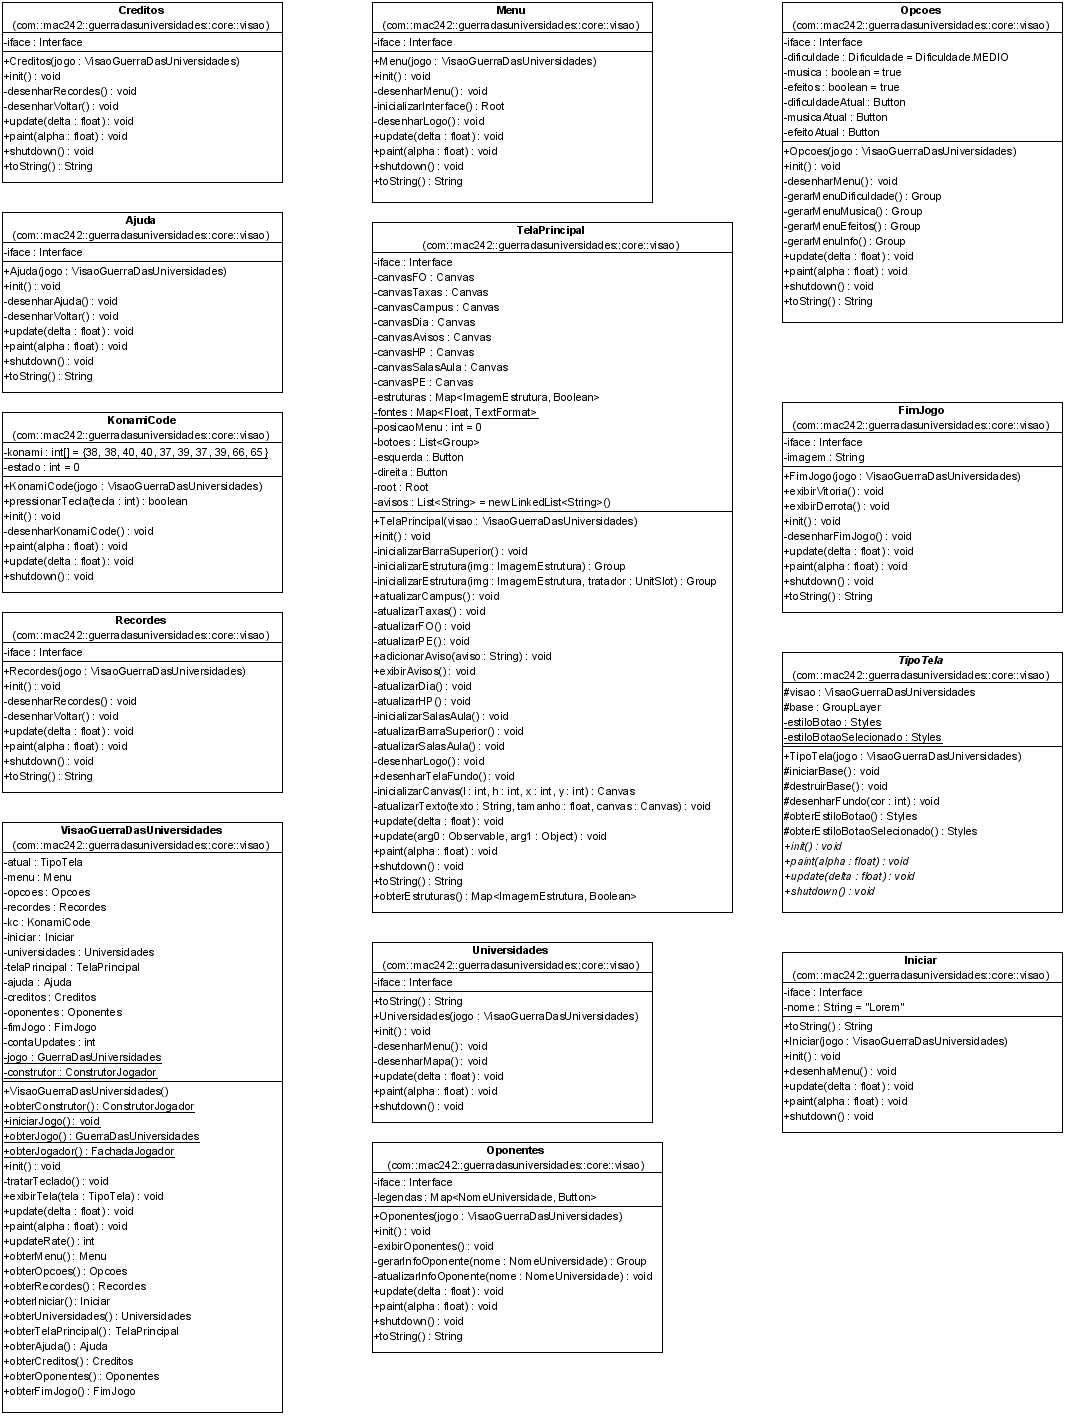 Creditos
(com::mac242::guerradasuniversidades::core::visao)
-iface : Interface
+Creditos(jogo : VisaoGuerraDasUniversidades)
+init() : void
-desenharRecordes() : void
-desenharVoltar() : void
+update(delta : float) : void
+paint(alpha : float) : void
+shutdown() : void
+toString() : String
Ajuda
(com::mac242::guerradasuniversidades::core::visao)
-iface : Interface
+Ajuda(jogo : VisaoGuerraDasUniversidades)
+init() : void
-desenharAjuda() : void
-desenharVoltar() : void
+update(delta : float) : void
+paint(alpha : float) : void
+shutdown() : void
+toString() : String
KonamiCode
(com::mac242::guerradasuniversidades::core::visao)
-konami : int[] = {38, 38, 40, 40, 37, 39, 37, 39, 66, 65 }
-estado : int = 0
+KonamiCode(jogo : VisaoGuerraDasUniversidades)
+pressionarTecla(tecla : int) : boolean
+init() : void
-desenharKonamiCode() : void
+paint(alpha : float) : void
+update(delta : float) : void
+shutdown() : void
Recordes
(com::mac242::guerradasuniversidades::core::visao)
-iface : Interface
+Recordes(jogo : VisaoGuerraDasUniversidades)
+init() : void
-desenharRecordes() : void
-desenharVoltar() : void
+update(delta : float) : void
+paint(alpha : float) : void
+shutdown() : void
+toString() : String
VisaoGuerraDasUniversidades
(com::mac242::guerradasuniversidades::core::visao)
-atual : TipoTela
-menu : Menu
-opcoes : Opcoes
-recordes : Recordes
-kc : KonamiCode
-iniciar : Iniciar
-universidades : Universidades
-telaPrincipal : TelaPrincipal
-ajuda : Ajuda
-creditos : Creditos
-oponentes : Oponentes
-fimJogo : FimJogo
-contaUpdates : int
-jogo : GuerraDasUniversidades
-construtor : ConstrutorJogador
+VisaoGuerraDasUniversidades()
+obterConstrutor() : ConstrutorJogador
+iniciarJogo() : void
+obterJogo() : GuerraDasUniversidades
+obterJogador() : FachadaJogador
+init() : void
-tratarTeclado() : void
+exibirTela(tela : TipoTela) : void
+update(delta : float) : void
+paint(alpha : float) : void
+updateRate() : int
+obterMenu() : Menu
+obterOpcoes() : Opcoes
+obterRecordes() : Recordes
+obterIniciar() : Iniciar
+obterUniversidades() : Universidades
+obterTelaPrincipal() : TelaPrincipal
+obterAjuda() : Ajuda
+obterCreditos() : Creditos
+obterOponentes() : Oponentes
+obterFimJogo() : FimJogo
Menu
(com::mac242::guerradasuniversidades::core::visao)
-iface : Interface
+Menu(jogo : VisaoGuerraDasUniversidades)
+init() : void
-desenharMenu() : void
-inicializarInterface() : Root
-desenharLogo() : void
+update(delta : float) : void
+paint(alpha : float) : void
+shutdown() : void
+toString() : String
TelaPrincipal
(com::mac242::guerradasuniversidades::core::visao)
-iface : Interface
-canvasFO : Canvas
-canvasTaxas : Canvas
-canvasCampus : Canvas
-canvasDia : Canvas
-canvasAvisos : Canvas
-canvasHP : Canvas
-canvasSalasAula : Canvas
-canvasPE : Canvas
-estruturas : Map<ImagemEstrutura, Boolean>
-fontes : Map<Float, TextFormat>
-posicaoMenu : int = 0
-botoes : List<Group>
-esquerda : Button
-direita : Button
-root : Root
-avisos : List<String> = new LinkedList<String>()
+TelaPrincipal(visao : VisaoGuerraDasUniversidades)
+init() : void
-inicializarBarraSuperior() : void
-inicializarEstrutura(img : ImagemEstrutura) : Group
-inicializarEstrutura(img : ImagemEstrutura, tratador : UnitSlot) : Group
+atualizarCampus() : void
-atualizarTaxas() : void
-atualizarFO() : void
-atualizarPE() : void
+adicionarAviso(aviso : String) : void
+exibirAvisos() : void
-atualizarDia() : void
-atualizarHP() : void
-inicializarSalasAula() : void
-atualizarBarraSuperior() : void
-atualizarSalasAula() : void
-desenharLogo() : void
+desenharTelaFundo() : void
-inicializarCanvas(l : int, h : int, x : int, y : int) : Canvas
-atualizarTexto(texto : String, tamanho : float, canvas : Canvas) : void
+update(delta : float) : void
+update(arg0 : Observable, arg1 : Object) : void
+paint(alpha : float) : void
+shutdown() : void
+toString() : String
+obterEstruturas() : Map<ImagemEstrutura, Boolean>
Universidades
(com::mac242::guerradasuniversidades::core::visao)
-iface : Interface
+toString() : String
+Universidades(jogo : VisaoGuerraDasUniversidades)
+init() : void
-desenharMenu() : void
-desenharMapa() : void
+update(delta : float) : void
+paint(alpha : float) : void
+shutdown() : void
Oponentes
(com::mac242::guerradasuniversidades::core::visao)
-iface : Interface
-legendas : Map<NomeUniversidade, Button>
+Oponentes(jogo : VisaoGuerraDasUniversidades)
+init() : void
-exibirOponentes() : void
-gerarInfoOponente(nome : NomeUniversidade) : Group
-atualizarInfoOponente(nome : NomeUniversidade) : void
+update(delta : float) : void
+paint(alpha : float) : void
+shutdown() : void
+toString() : String
Opcoes
(com::mac242::guerradasuniversidades::core::visao)
-iface : Interface
-dificuldade : Dificuldade = Dificuldade.MEDIO
-musica : boolean = true
-efeitos : boolean = true
-dificuldadeAtual : Button
-musicaAtual : Button
-efeitoAtual : Button
+Opcoes(jogo : VisaoGuerraDasUniversidades)
+init() : void
-desenharMenu() : void
-gerarMenuDificuldade() : Group
-gerarMenuMusica() : Group
-gerarMenuEfeitos() : Group
-gerarMenuInfo() : Group
+update(delta : float) : void
+paint(alpha : float) : void
+shutdown() : void
+toString() : String
FimJogo
(com::mac242::guerradasuniversidades::core::visao)
-iface : Interface
-imagem : String
+FimJogo(jogo : VisaoGuerraDasUniversidades)
+exibirVitoria() : void
+exibirDerrota() : void
+init() : void
-desenharFimJogo() : void
+update(delta : float) : void
+paint(alpha : float) : void
+shutdown() : void
+toString() : String
TipoTela
(com::mac242::guerradasuniversidades::core::visao)
#visao : VisaoGuerraDasUniversidades
#base : GroupLayer
-estiloBotao : Styles
-estiloBotaoSelecionado : Styles
+TipoTela(jogo : VisaoGuerraDasUniversidades)
#iniciarBase() : void
#destruirBase() : void
#desenharFundo(cor : int) : void
#obterEstiloBotao() : Styles
#obterEstiloBotaoSelecionado() : Styles
+init() : void
+paint(alpha : float) : void
+update(delta : float) : void
+shutdown() : void
Iniciar
(com::mac242::guerradasuniversidades::core::visao)
-iface : Interface
-nome : String = "Lorem"
+toString() : String
+Iniciar(jogo : VisaoGuerraDasUniversidades)
+init() : void
+desenhaMenu() : void
+update(delta : float) : void
+paint(alpha : float) : void
+shutdown() : void